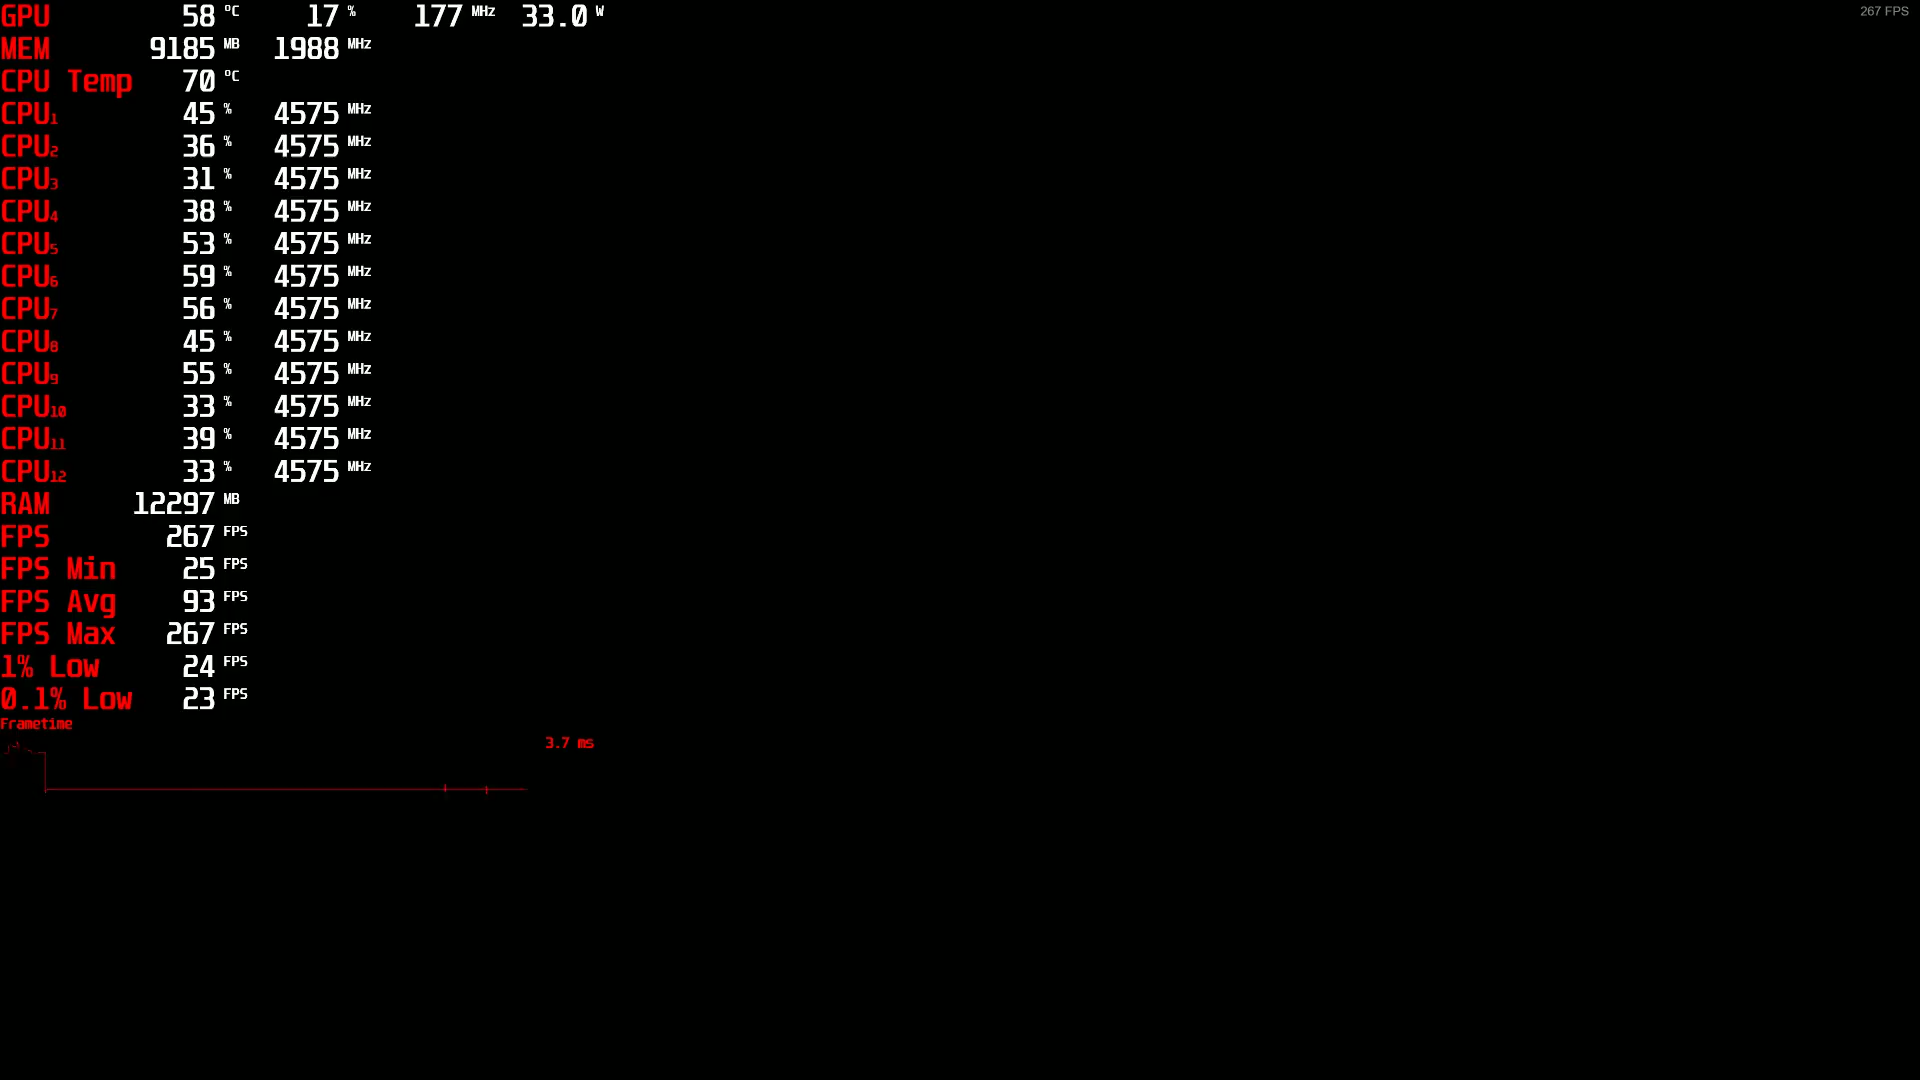 GPU 58 °C 17 % 177 MHz 33.0 W 267 FPS
MEM 9185 MB 1988 MHz
CPU Temp 70 °C
CPU1 45 % 4575 MHz
CPU2 36 % 4575 MHz
CPU3 31 % 4575 MHz
CPU4 38 % 4575 MHz
CPU5 53 % 4575 MHz
CPU6 59 % 4575 MHz
CPU7 56 % 4575 MHz
CPU8 45 % 4575 MHz
CPU9 55 % 4575 MHz
CPU10 33 % 4575 MHz
CPU11 39 % 4575 MHz
CPU12 33 % 4575 MHz
RAM 12297 MB
FPS 267 FPS
FPS Min 25 FPS
FPS Avg 93 FPS
FPS Max 267 FPS
1% Low 24 FPS
0.1% Low 23 FPS
Frametime
3.7 ms